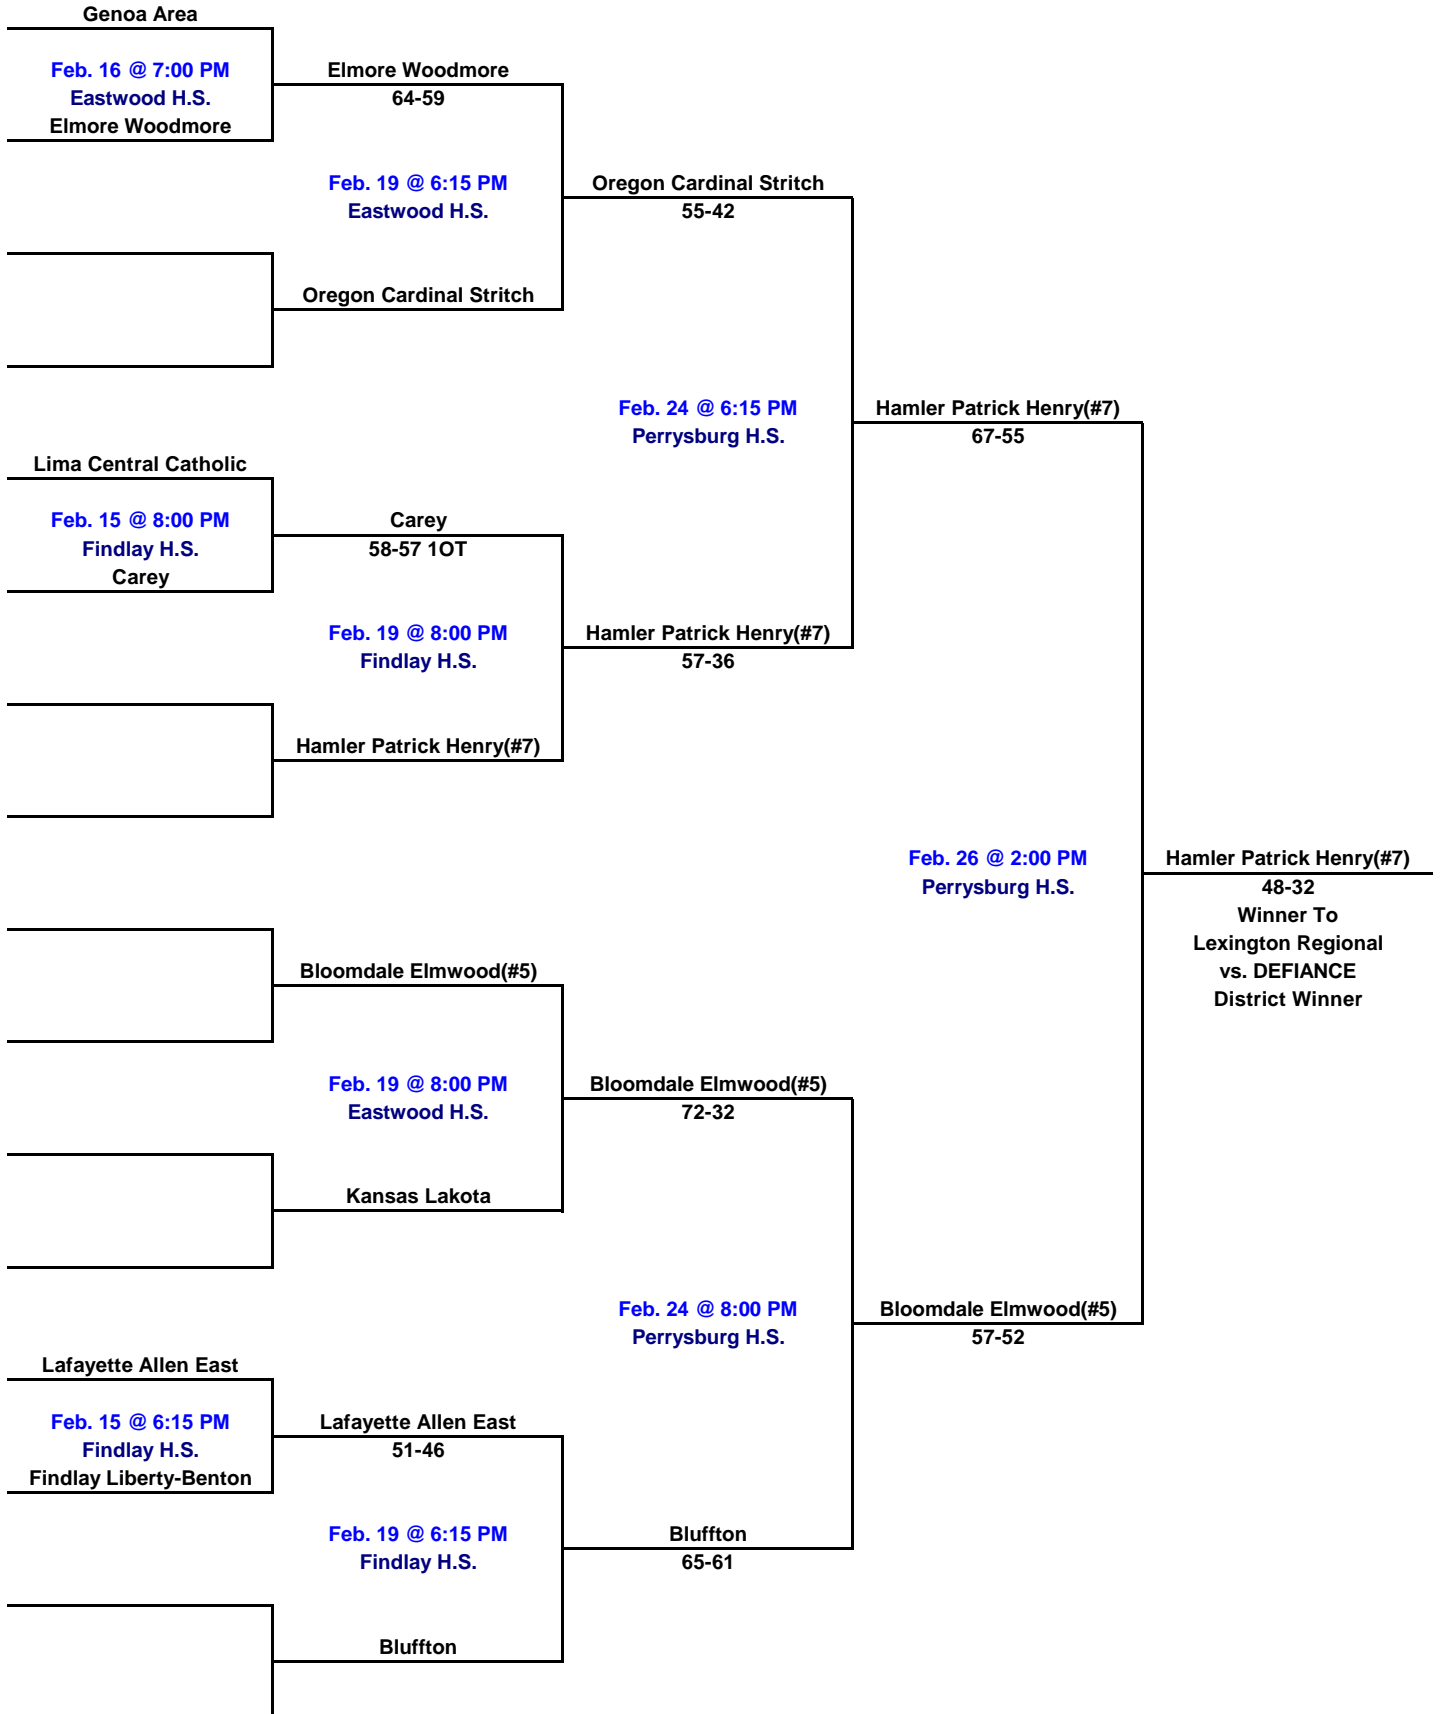 Genoa Area
Feb. 16 @ 7:00 PM
Eastwood H.S.
Elmore Woodmore
Elmore Woodmore
64-59
Feb. 19 @ 6:15 PM
Eastwood H.S.
Oregon Cardinal Stritch
Oregon Cardinal Stritch
55-42
Lima Central Catholic
Feb. 15 @ 8:00 PM
Findlay H.S.
Carey
Carey
58-57 1OT
Feb. 19 @ 8:00 PM
Findlay H.S.
Hamler Patrick Henry(#7)
Hamler Patrick Henry(#7)
57-36
Feb. 24 @ 6:15 PM
Perrysburg H.S.
Hamler Patrick Henry(#7)
67-55
Bloomdale Elmwood(#5)
Feb. 19 @ 8:00 PM
Eastwood H.S.
Kansas Lakota
Bloomdale Elmwood(#5)
72-32
Lafayette Allen East
Feb. 15 @ 6:15 PM
Findlay H.S.
Findlay Liberty-Benton
Lafayette Allen East
51-46
Feb. 19 @ 6:15 PM
Findlay H.S.
Bluffton
Bluffton
65-61
Feb. 24 @ 8:00 PM
Perrysburg H.S.
Bloomdale Elmwood(#5)
57-52
Feb. 26 @ 2:00 PM
Perrysburg H.S.
Hamler Patrick Henry(#7)
48-32
Winner To
Lexington Regional
vs. DEFIANCE
District Winner